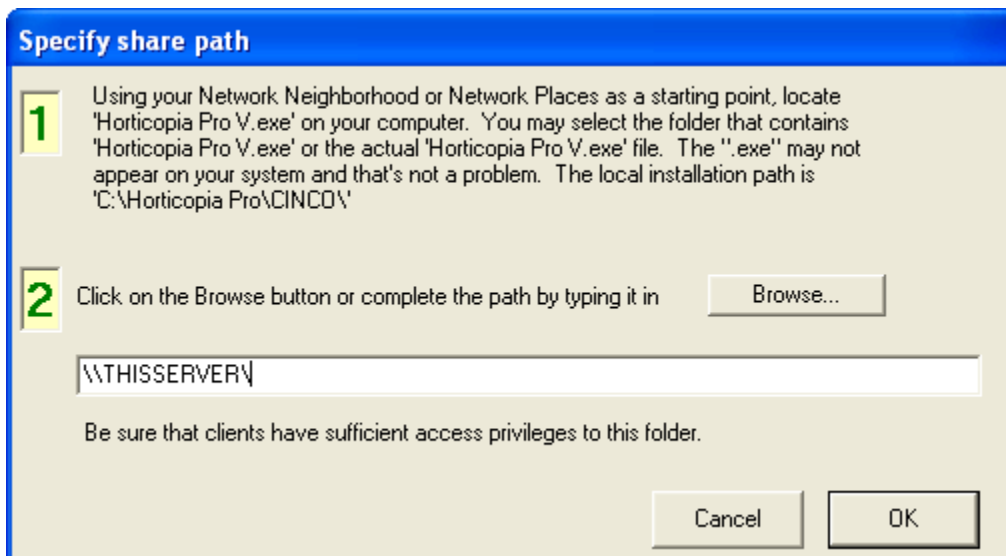 Specify share path
1
Using your Network Neighborhood or Network Places as a starting point, locate
'Horticopia Pro V.exe' on your computer.  You may select the folder that contains
'Horticopia Pro V.exe' or the actual 'Horticopia Pro V.exe' file.  The ".exe" may not
appear on your system and that's not a problem.  The local installation path is
'C:\Horticopia Pro\CINCO\'
2
Click on the Browse button or complete the path by typing it in
Browse...
\\THISSERVER\
Be sure that clients have sufficient access privileges to this folder.
Cancel
OK